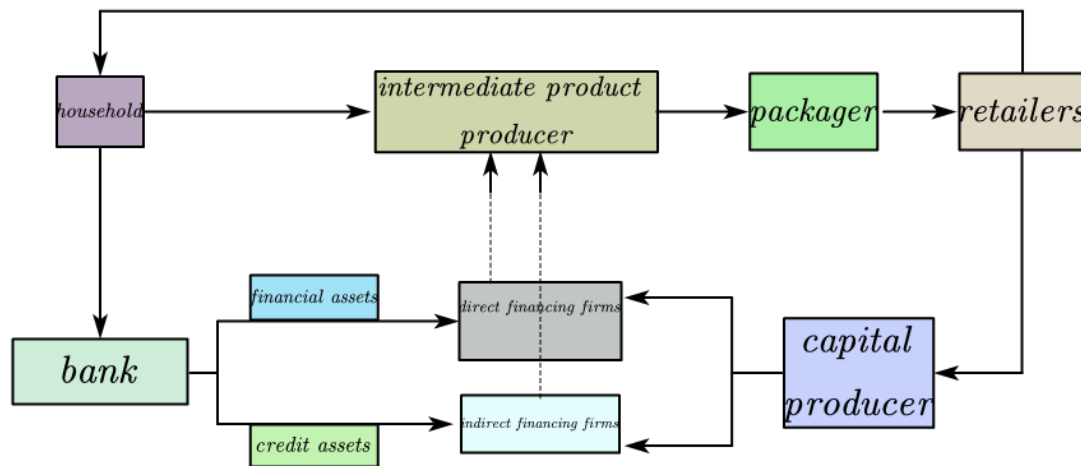 household
intermediate product
producer
packager
retailers
financial assets
direct financing firms
bank
capital
producer
credit assets
indirect financing firms